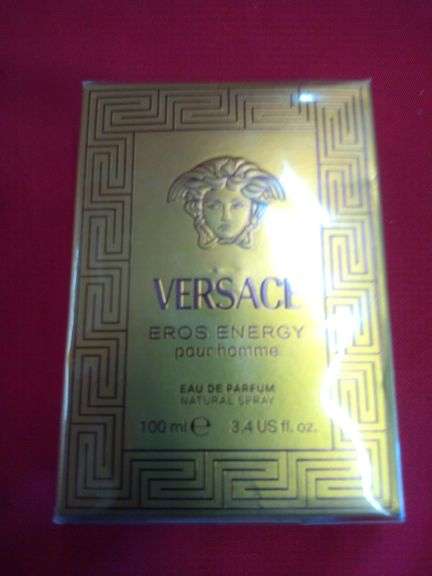 VERSACE
EROS ENERGY
pour homme
EAU DE PARFUM
NATURAL SPRAY
100 ml ℮ 3.4 US fl. oz.